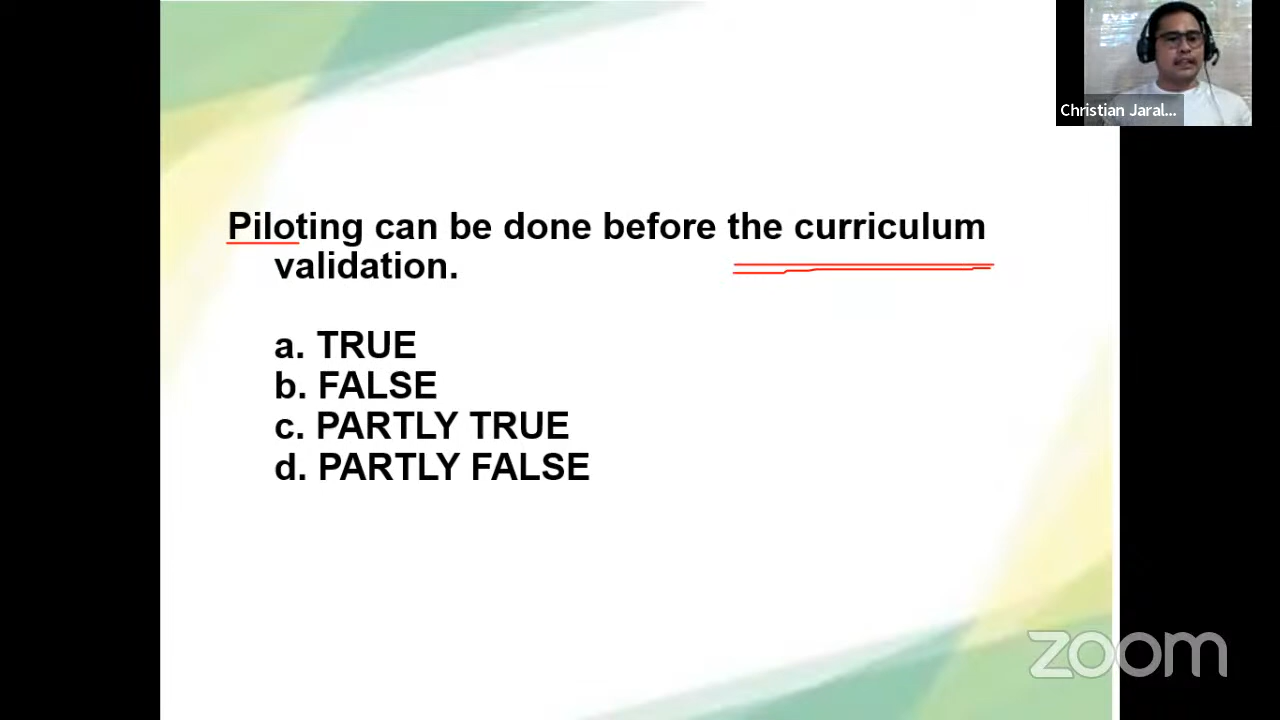 Christian Jaral...
Piloting can be done before the curriculum
validation.
a. TRUE
b. FALSE
c. PARTLY TRUE
d. PARTLY FALSE
zoom